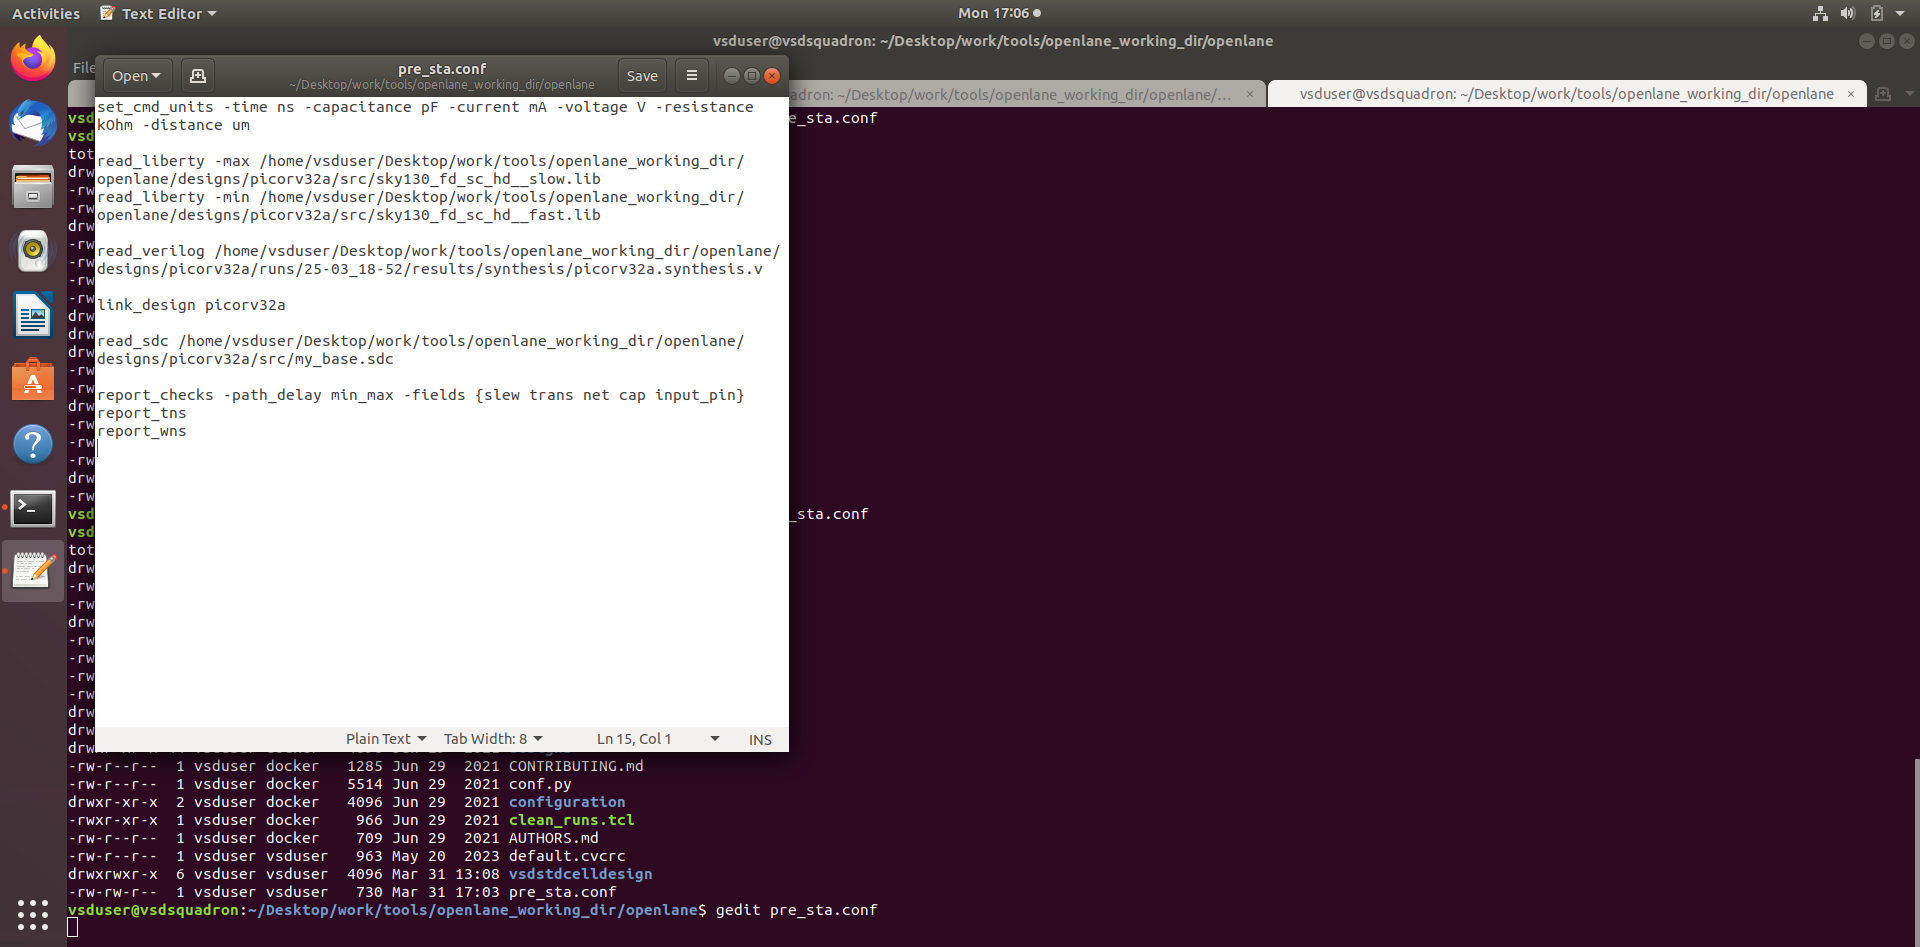 Activities
Text Editor
Mon 17:06
vsduser@vsdsquadron: ~/Desktop/work/tools/openlane_working_dir/openlane
File
Open
pre_sta.conf
~/Desktop/work/tools/openlane_working_dir/openlane
Save
adron: ~/Desktop/work/tools/openlane_working_dir/openlane/... ×
vsduser@vsdsquadron: ~/Desktop/work/tools/openlane_working_dir/openlane ×
set_cmd_units -time ns -capacitance pF -current mA -voltage V -resistance
kOhm -distance um
read_liberty -max /home/vsduser/Desktop/work/tools/openlane_working_dir/
openlane/designs/picorv32a/src/sky130_fd_sc_hd__slow.lib
read_liberty -min /home/vsduser/Desktop/work/tools/openlane_working_dir/
openlane/designs/picorv32a/src/sky130_fd_sc_hd__fast.lib
read_verilog /home/vsduser/Desktop/work/tools/openlane_working_dir/openlane/
designs/picorv32a/runs/25-03_18-52/results/synthesis/picorv32a.synthesis.v
link_design picorv32a
read_sdc /home/vsduser/Desktop/work/tools/openlane_working_dir/openlane/
designs/picorv32a/src/my_base.sdc
report_checks -path_delay min_max -fields {slew trans net cap input_pin}
report_tns
report_wns
Plain Text
Tab Width: 8
Ln 15, Col 1
INS
vsd
e_sta.conf
vsd
tot
drw
-rw
-rw
drw
-rw
-rw
-rw
-rw
drw
drw
drw
-rw
-rw
drw
-rw
-rw
-rw
drw
-rw
vsd
_sta.conf
vsd
tot
drw
-rw
-rw
drw
-rw
-rw
-rw
-rw
drw
drw
-rw-r--r-- 1 vsduser docker 1285 Jun 29 2021 CONTRIBUTING.md
-rw-r--r-- 1 vsduser docker 5514 Jun 29 2021 conf.py
drwxr-xr-x 2 vsduser docker 4096 Jun 29 2021 configuration
-rwxr-xr-x 1 vsduser docker 966 Jun 29 2021 clean_runs.tcl
-rw-r--r-- 1 vsduser docker 709 Jun 29 2021 AUTHORS.md
-rw-r--r-- 1 vsduser vsduser 963 May 20 2023 default.cvcrc
drwxrwxr-x 6 vsduser vsduser 4096 Mar 31 13:08 vsdstdcelldesign
-rw-rw-r-- 1 vsduser vsduser 730 Mar 31 17:03 pre_sta.conf
vsduser@vsdsquadron:~/Desktop/work/tools/openlane_working_dir/openlane$ gedit pre_sta.conf